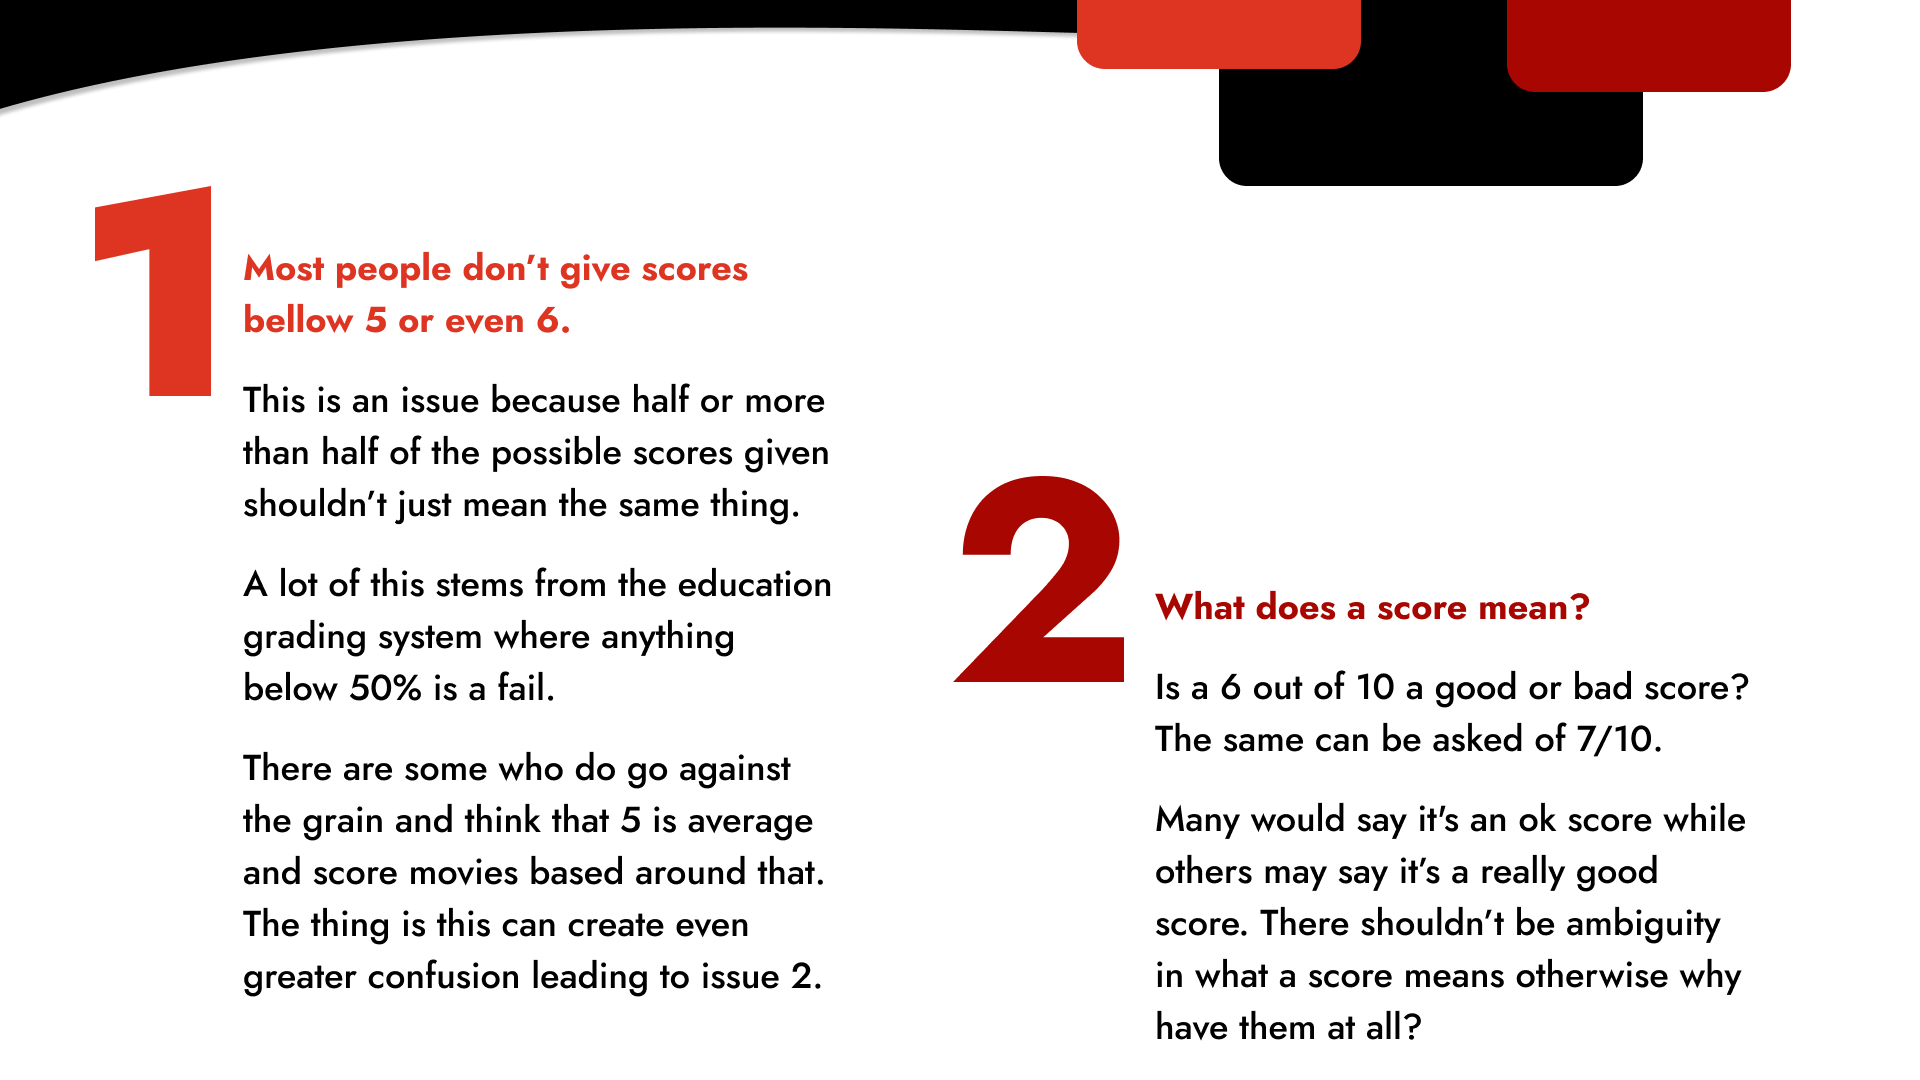 1
Most people don’t give scores
bellow 5 or even 6.
This is an issue because half or more
than half of the possible scores given
shouldn’t just mean the same thing.
A lot of this stems from the education
grading system where anything
below 50% is a fail.
There are some who do go against
the grain and think that 5 is average
and score movies based around that.
The thing is this can create even
greater confusion leading to issue 2.
2
What does a score mean?
Is a 6 out of 10 a good or bad score?
The same can be asked of 7/10.
Many would say it's an ok score while
others may say it’s a really good
score. There shouldn’t be ambiguity
in what a score means otherwise why
have them at all?